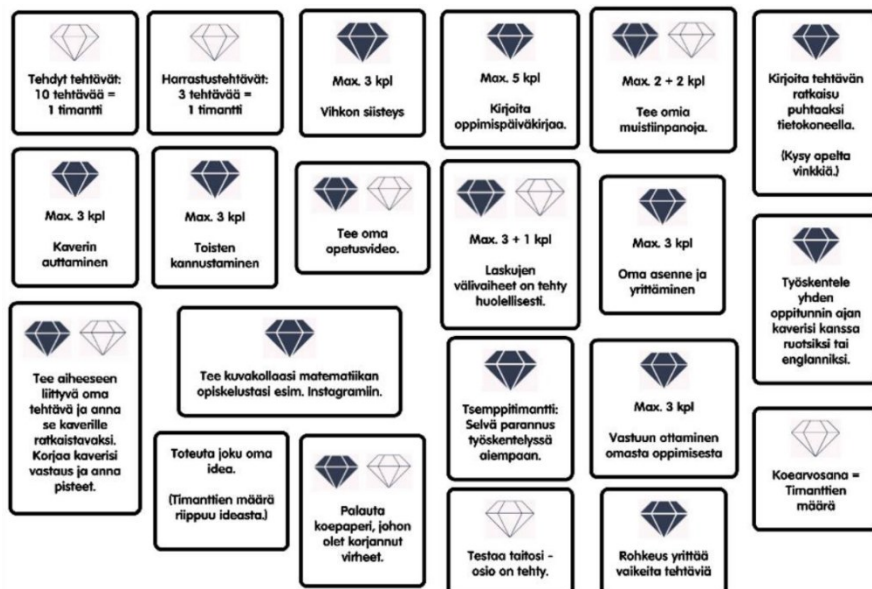 Tehdyt tehtävät:
10 tehtävää =
1 timantti
Harrastustehtävät:
3 tehtävää =
1 timantti
Max. 3 kpl
Vihkon siisteys
Max. 5 kpl
Kirjoita
oppimispäiväkirjaa.
Max. 2 + 2 kpl
Tee omia
muistiinpanoja.
Kirjoita tehtävän
ratkaisu
puhtaaksi
tietokoneella.
(Kysy opelta
vinkkiä.)
Max. 3 kpl
Kaverin
auttaminen
Max. 3 kpl
Toisten
kannustaminen
Tee oma
opetusvideo.
Max. 3 + 1 kpl
Laskujen
välivaiheet on tehty
huolellisesti.
Max. 3 kpl
Oma asenne ja
yrittäminen
Työskentele
yhden
oppitunnin ajan
kaverisi kanssa
ruotsiksi tai
englanniksi.
Tee aiheeseen
liittyvä oma
tehtävä ja anna
se kaverille
ratkaistavaksi.
Korjaa kaverisi
vastaus ja anna
pisteet.
Tee kuvakollaasi matematiikan
opiskelustasi esim. Instagramiin.
Tsemppitimantti:
Selvä parannus
työskentelyssä
aiempaan.
Max. 3 kpl
Vastuun ottaminen
omasta oppimisesta
Koearvosana =
Timanttien
määrä
Toteuta joku oma
idea.
(Timanttien määrä
riippuu ideasta.)
Palauta
koepaperi, johon
olet korjannut
virheet.
Testaa taitosi -
osio on tehty.
Rohkeus yrittää
vaikeita tehtäviä